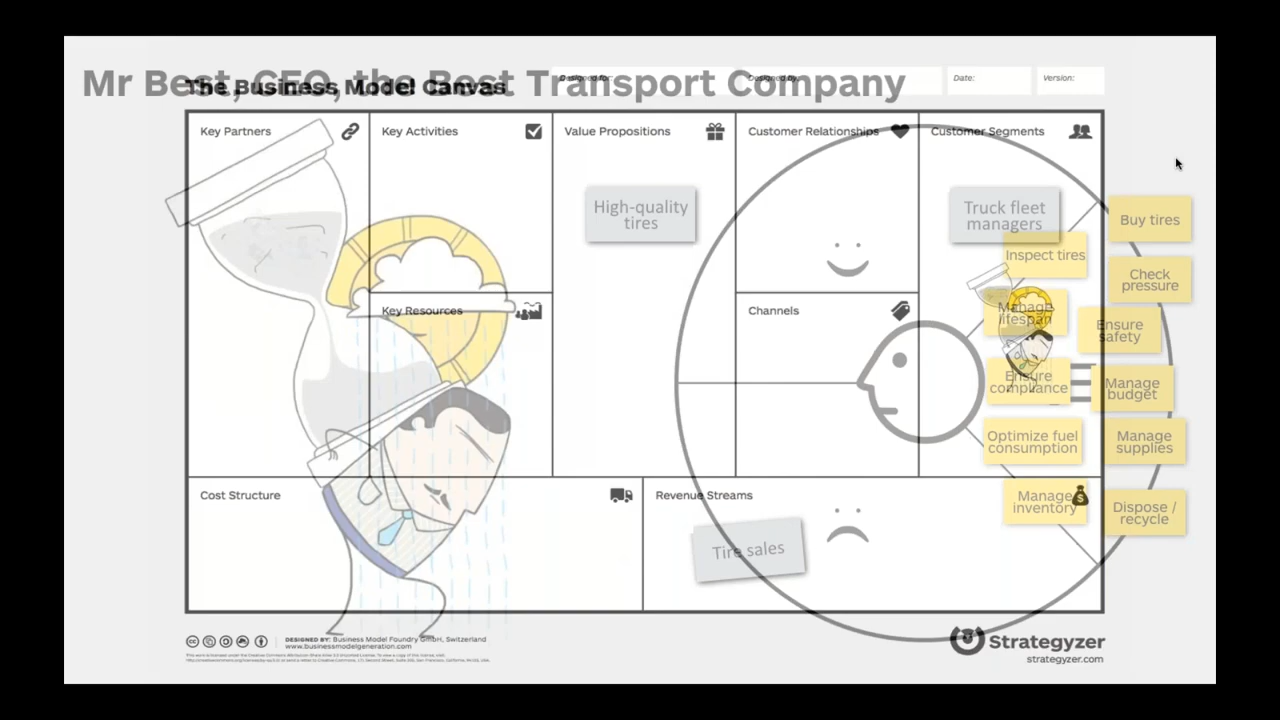 Mr Best, CEO, the Best Transport Company
The Business Model Canvas
Designed for:
Designed by:
Date:
Version:
Key Partners
Key Activities
Value Propositions
Customer Relationships
Customer Segments
High-quality
tires
Truck fleet
managers
Buy tires
Inspect tires
Check
pressure
Manage
lifespan
Ensure
safety
Key Resources
Channels
Ensure
compliance
Manage
budget
Optimize fuel
consumption
Manage
supplies
Cost Structure
Revenue Streams
Manage
inventory
Dispose /
recycle
Tire sales
DESIGNED BY: Business Model Foundry GmbH, Switzerland
www.businessmodelgeneration.com
Strategyzer
strategyzer.com